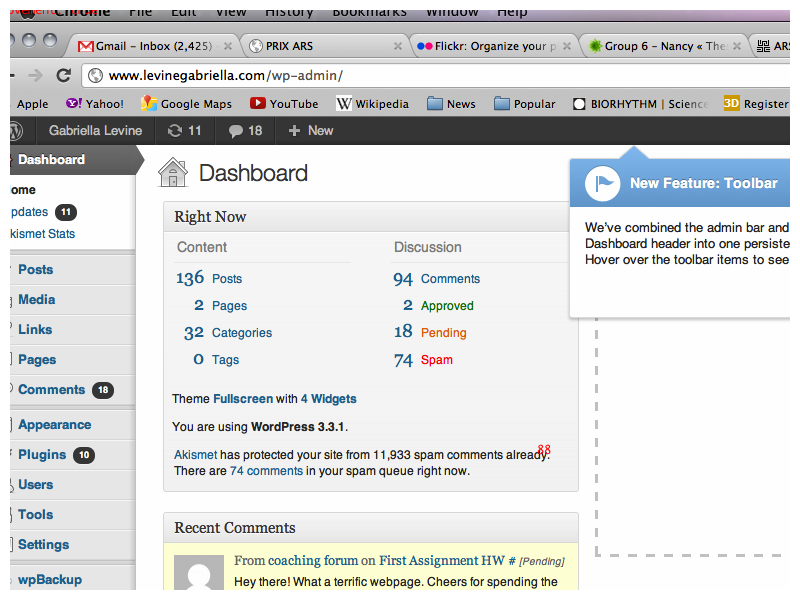 Chrome File Edit View History Bookmarks Window Help
Gmail - Inbox (2,425) × PRIX ARS × Flickr: Organize your p × Group 6 – Nancy « The × ARS
www.levinegabriella.com/wp-admin/
Apple Yahoo! Google Maps YouTube Wikipedia News Popular BIORHYTHM | Science Register
Gabriella Levine 11 18 + New
Dashboard
ome
pdates 11
kismet Stats
Posts
Media
Links
Pages
Comments 18
Appearance
Plugins 10
Users
Tools
Settings
wpBackup
Dashboard
Right Now
Content
136 Posts
2 Pages
32 Categories
0 Tags
Discussion
94 Comments
2 Approved
18 Pending
74 Spam
Theme Fullscreen with 4 Widgets
You are using WordPress 3.3.1.
Akismet has protected your site from 11,933 spam comments already.
88
There are 74 comments in your spam queue right now.
Recent Comments
From coaching forum on First Assignment HW # [Pending]
Hey there! What a terrific webpage. Cheers for spending the
New Feature: Toolbar
We've combined the admin bar and
Dashboard header into one persiste
Hover over the toolbar items to see